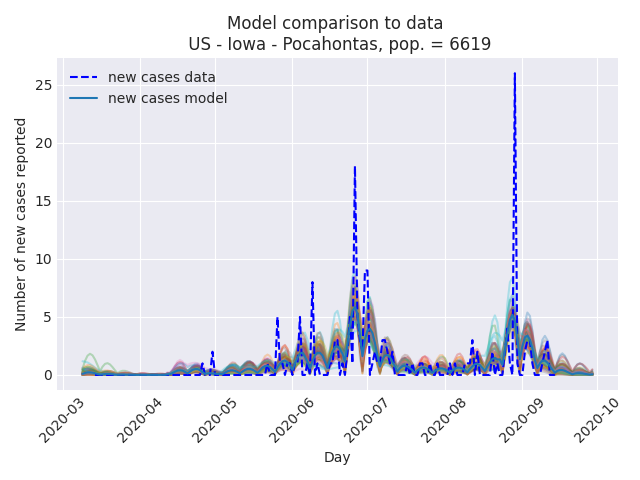 Model comparison to data
US - Iowa - Pocahontas, pop. = 6619
new cases data
new cases model
Number of new cases reported
25
20
15
10
5
0
2020-03
2020-04
2020-05
2020-06
2020-07
2020-08
2020-09
2020-10
Day